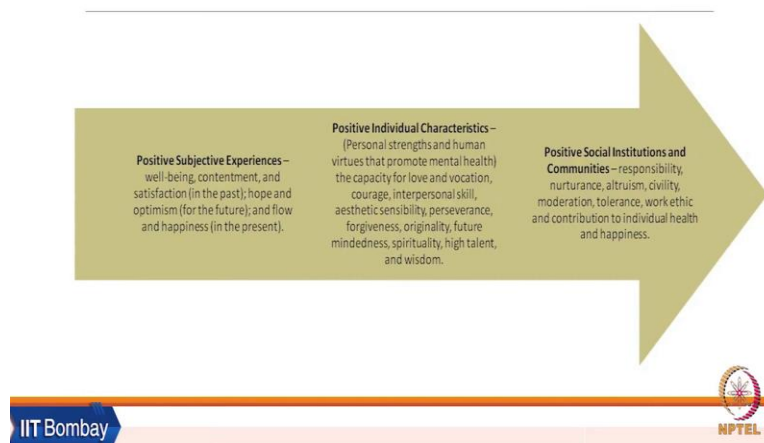 Positive Subjective Experiences –
well-being, contentment, and
satisfaction (in the past); hope and
optimism (for the future); and flow
and happiness (in the present).
Positive Individual Characteristics –
(Personal strengths and human
virtues that promote mental health)
the capacity for love and vocation,
courage, interpersonal skill,
aesthetic sensibility, perseverance,
forgiveness, originality, future
mindedness, spirituality, high talent,
and wisdom.
Positive Social Institutions and
Communities – responsibility,
nurturance, altruism, civility,
moderation, tolerance, work ethic
and contribution to individual health
and happiness.
IIT Bombay
NPTEL